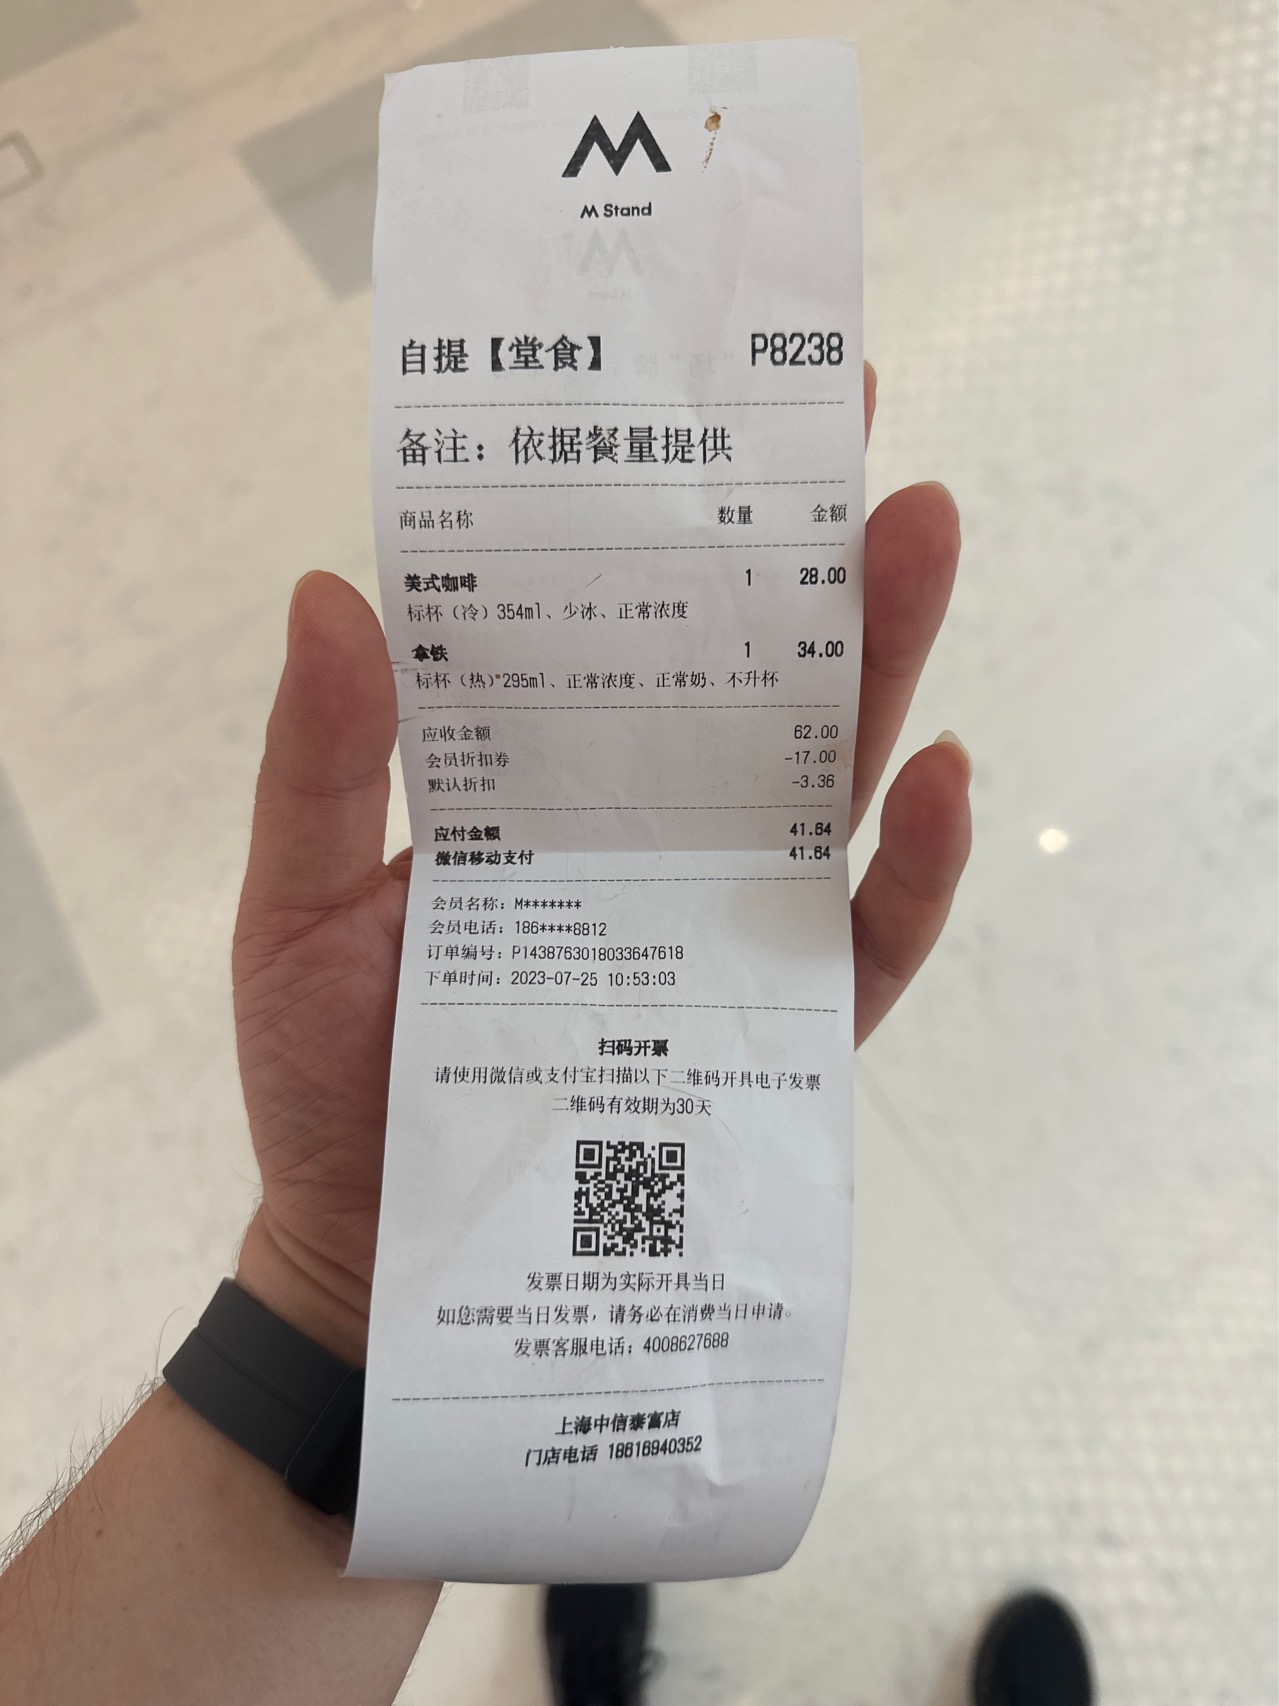 M Stand
自提【堂食】 P8238
备注：依据餐量提供
商品名称 数量 金额
美式咖啡 1 28.00
标杯（冷）354ml、少冰、正常浓度
拿铁 1 34.00
标杯（热）295ml、正常浓度、正常奶、不升杯
应收金额 62.00
会员折扣券 -17.00
默认折扣 -3.36
应付金额 41.64
微信移动支付 41.64
会员名称：M*******
会员电话：186****8812
订单编号：P1438763018033647618
下单时间：2023-07-25 10:53:03
扫码开票
请使用微信或支付宝扫描以下二维码开具电子发票
二维码有效期为30天
发票日期为实际开具当日
如您需要当日发票，请务必在消费当日申请。
发票客服电话：4008627688
上海中信泰富店
门店电话 18616940352